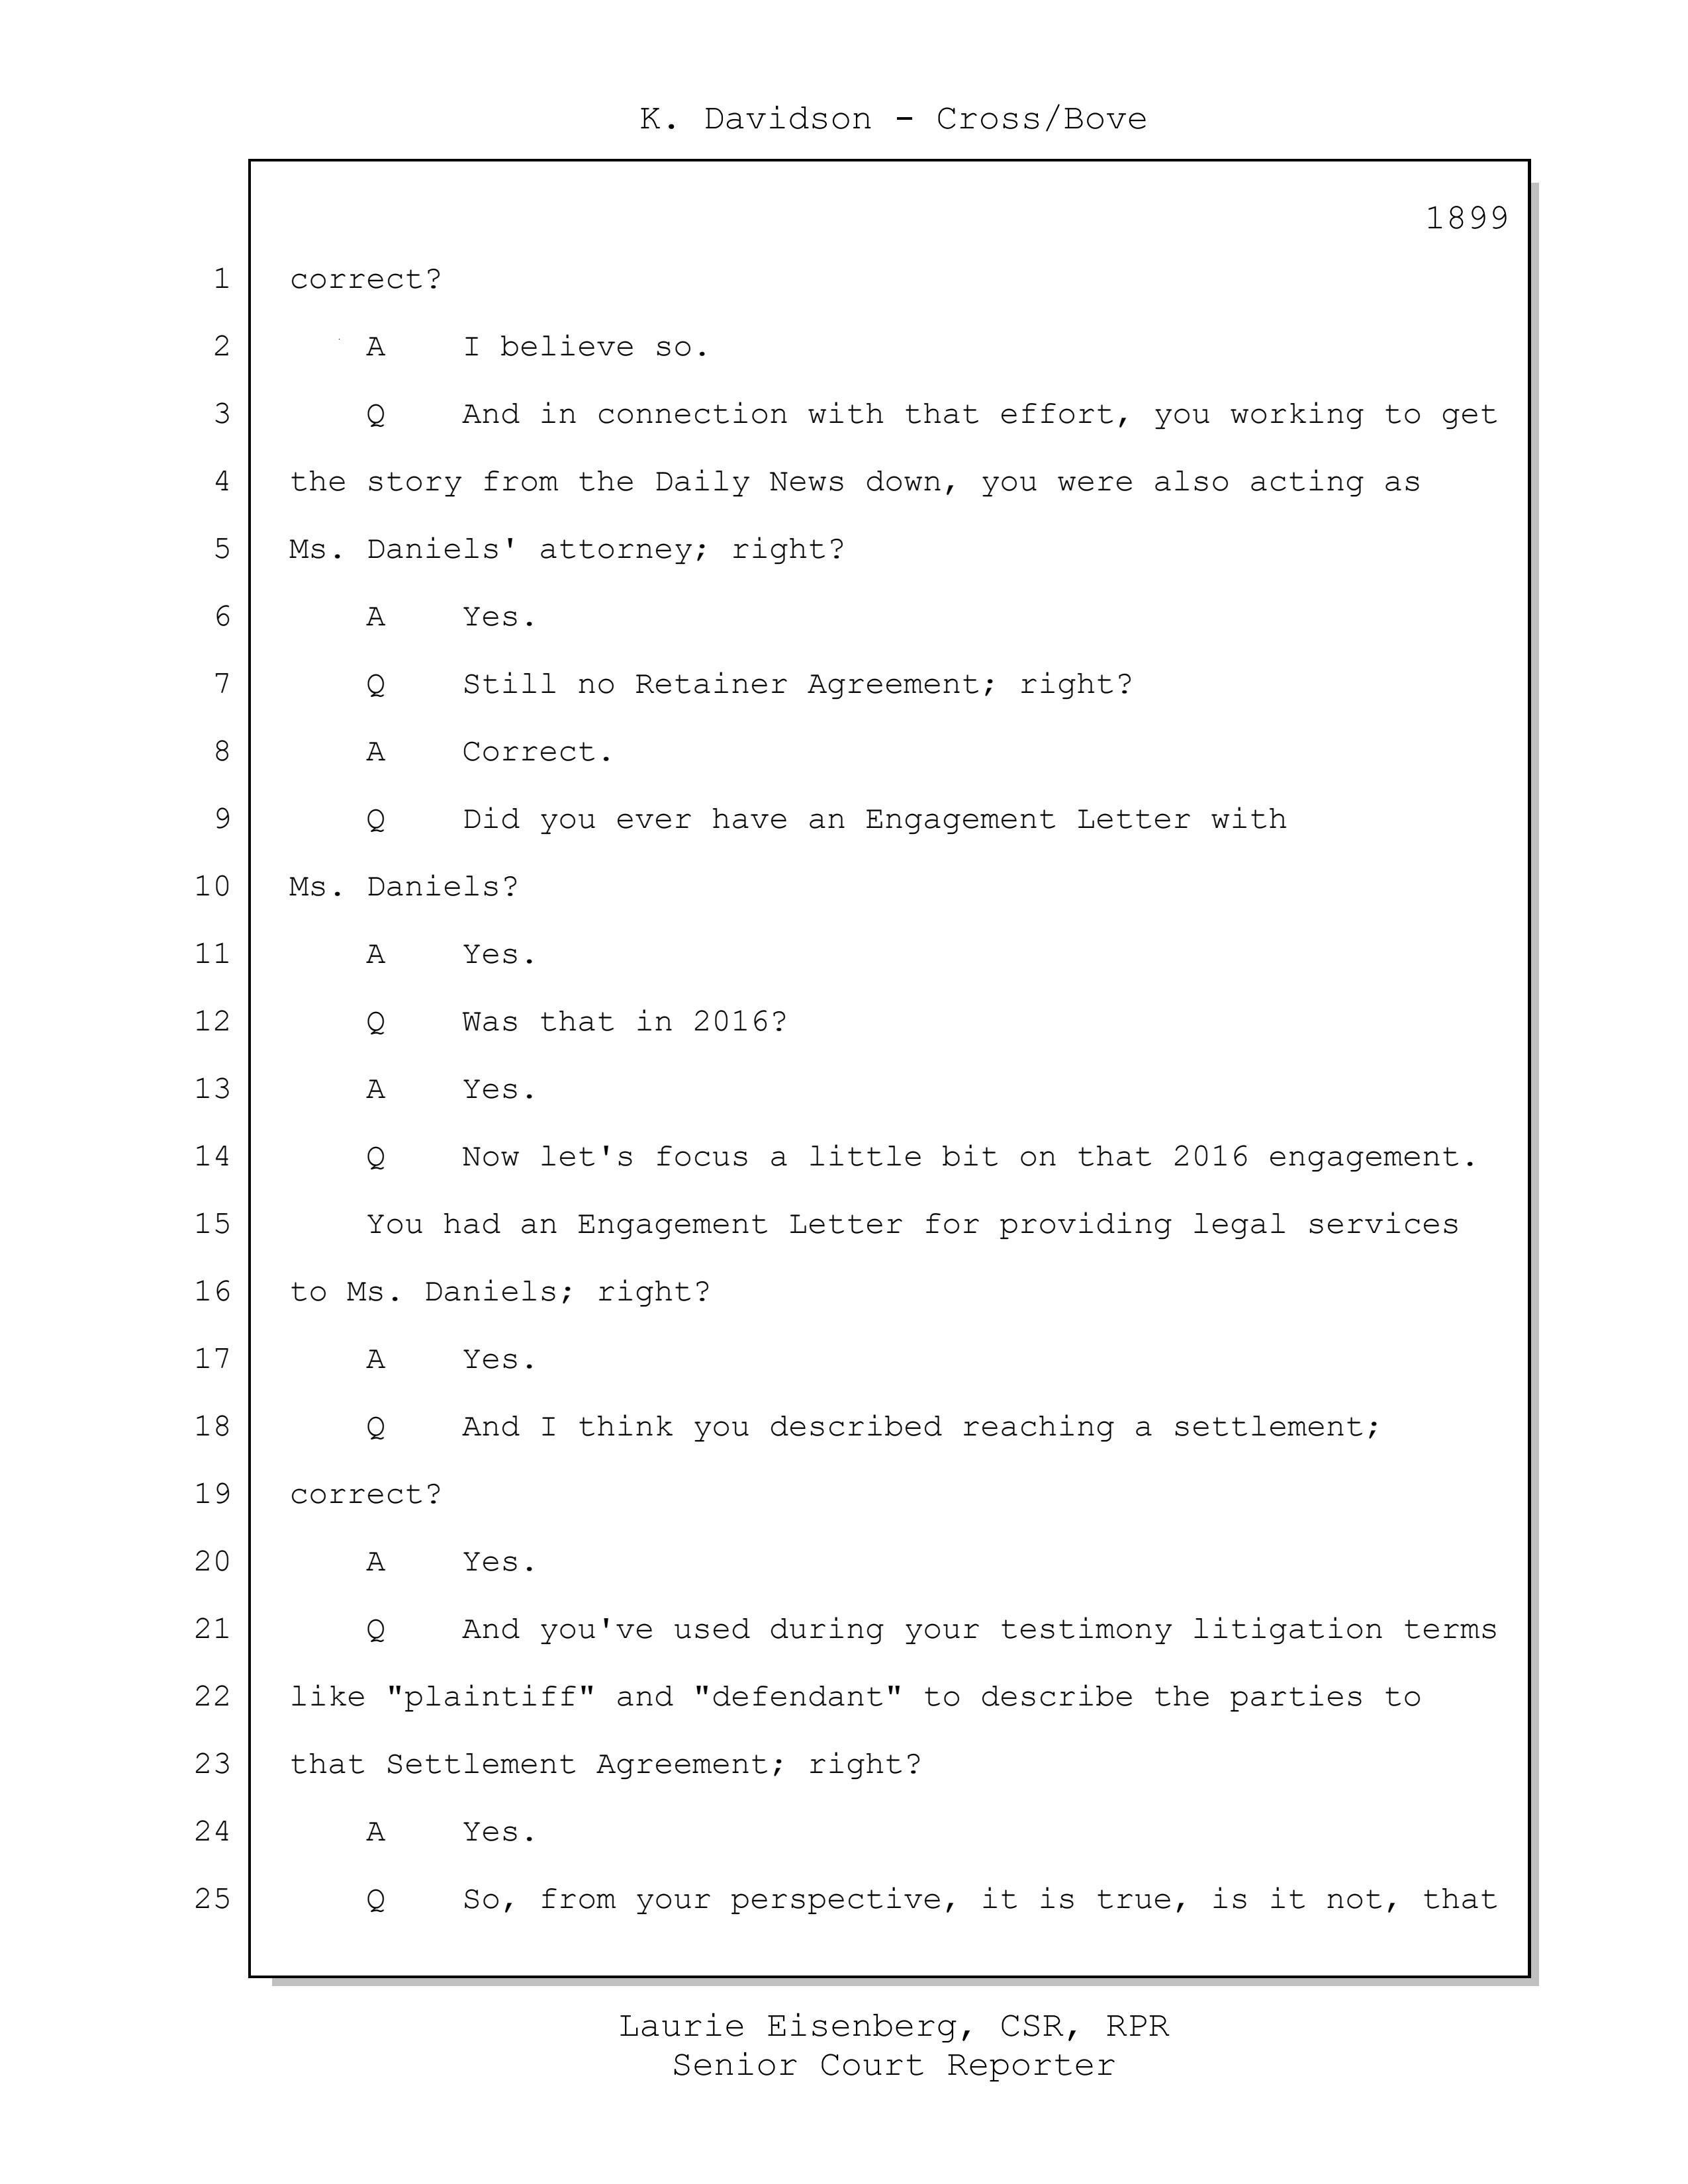 K. Davidson - Cross/Bove
1899
1 correct?
2 A I believe so.
3 Q And in connection with that effort, you working to get
4 the story from the Daily News down, you were also acting as
5 Ms. Daniels' attorney; right?
6 A Yes.
7 Q Still no Retainer Agreement; right?
8 A Correct.
9 Q Did you ever have an Engagement Letter with
10 Ms. Daniels?
11 A Yes.
12 Q Was that in 2016?
13 A Yes.
14 Q Now let's focus a little bit on that 2016 engagement.
15 You had an Engagement Letter for providing legal services
16 to Ms. Daniels; right?
17 A Yes.
18 Q And I think you described reaching a settlement;
19 correct?
20 A Yes.
21 Q And you've used during your testimony litigation terms
22 like "plaintiff" and "defendant" to describe the parties to
23 that Settlement Agreement; right?
24 A Yes.
25 Q So, from your perspective, it is true, is it not, that
Laurie Eisenberg, CSR, RPR
Senior Court Reporter